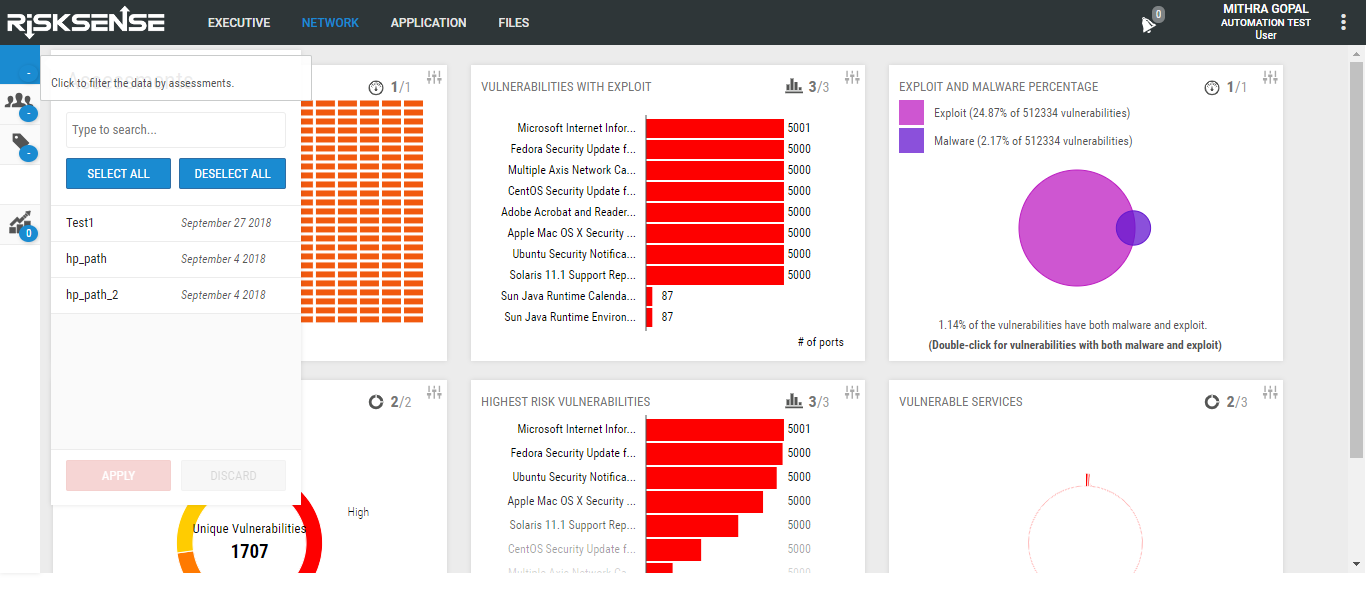 RiSKSENSE
EXECUTIVE
NETWORK
APPLICATION
FILES
0
MITHRA GOPAL
AUTOMATION TEST
User
-
-
-
0
Click to filter the data by assessments.
Type to search...
SELECT ALL
DESELECT ALL
Test1 September 27 2018
hp_path September 4 2018
hp_path_2 September 4 2018
APPLY
DISCARD
1/1
VULNERABILITIES WITH EXPLOIT
3/3
Microsoft Internet Infor... 5001
Fedora Security Update f... 5000
Multiple Axis Network Ca... 5000
CentOS Security Update f... 5000
Adobe Acrobat and Reader... 5000
Apple Mac OS X Security ... 5000
Ubuntu Security Notifica... 5000
Solaris 11.1 Support Rep... 5000
Sun Java Runtime Calenda... 87
Sun Java Runtime Environ... 87
# of ports
EXPLOIT AND MALWARE PERCENTAGE
1/1
Exploit (24.87% of 512334 vulnerabilities)
Malware (2.17% of 512334 vulnerabilities)
1.14% of the vulnerabilities have both malware and exploit.
(Double-click for vulnerabilities with both malware and exploit)
2/2
High
Unique Vulnerabilities
1707
HIGHEST RISK VULNERABILITIES
3/3
Microsoft Internet Infor... 5001
Fedora Security Update f... 5000
Ubuntu Security Notifica... 5000
Apple Mac OS X Security ... 5000
Solaris 11.1 Support Rep... 5000
CentOS Security Update f... 5000
Multiple Axis Network Ca... 5000
VULNERABLE SERVICES
2/3